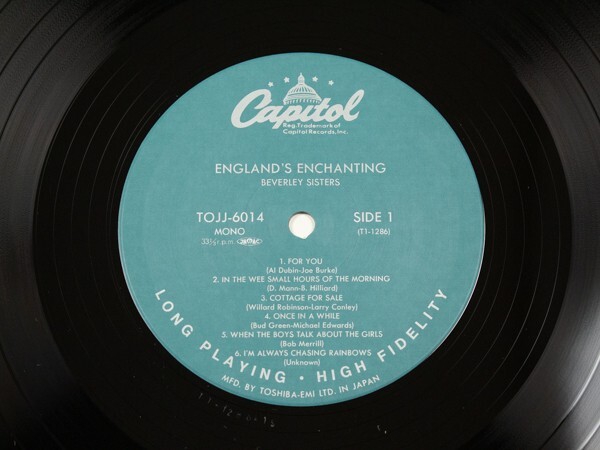 Capitol
Reg. Trademark of
Capitol Records, Inc.
ENGLAND'S ENCHANTING
BEVERLEY SISTERS
TOJJ-6014 SIDE 1
MONO (T1-1286)
33⅓r.p.m.
1. FOR YOU
(Al Dubin-Joe Burke)
2. IN THE WEE SMALL HOURS OF THE MORNING
(D. Mann-B. Hilliard)
3. COTTAGE FOR SALE
(Willard Robinson-Larry Conley)
4. ONCE IN A WHILE
(Bud Green-Michael Edwards)
5. WHEN THE BOYS TALK ABOUT THE GIRLS
(Bob Merrill)
6. I'M ALWAYS CHASING RAINBOWS
(Unknown)
LONG PLAYING · HIGH FIDELITY
MFD. BY TOSHIBA-EMI LTD. IN JAPAN